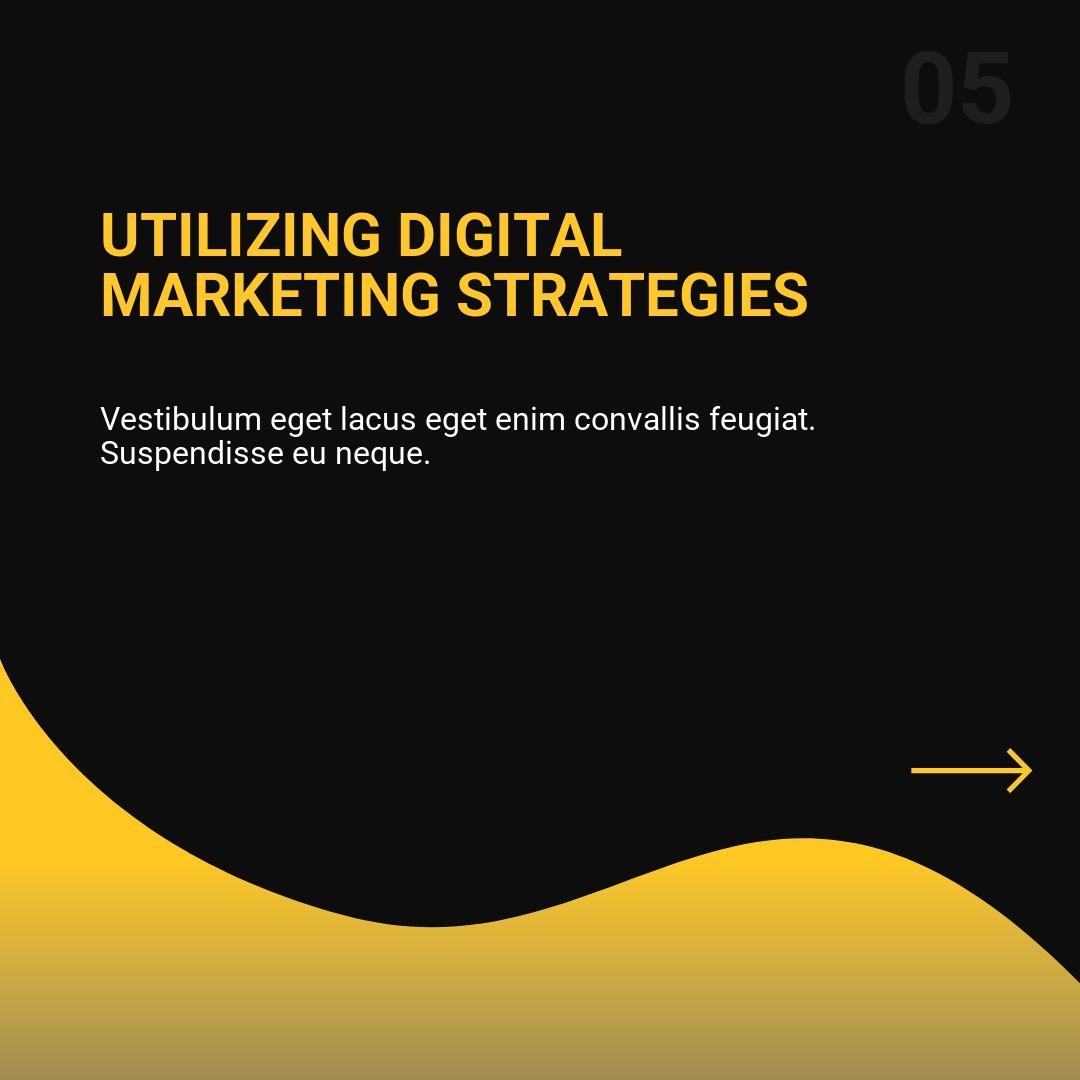 05
UTILIZING DIGITAL
MARKETING STRATEGIES
Vestibulum eget lacus eget enim convallis feugiat.
Suspendisse eu neque.